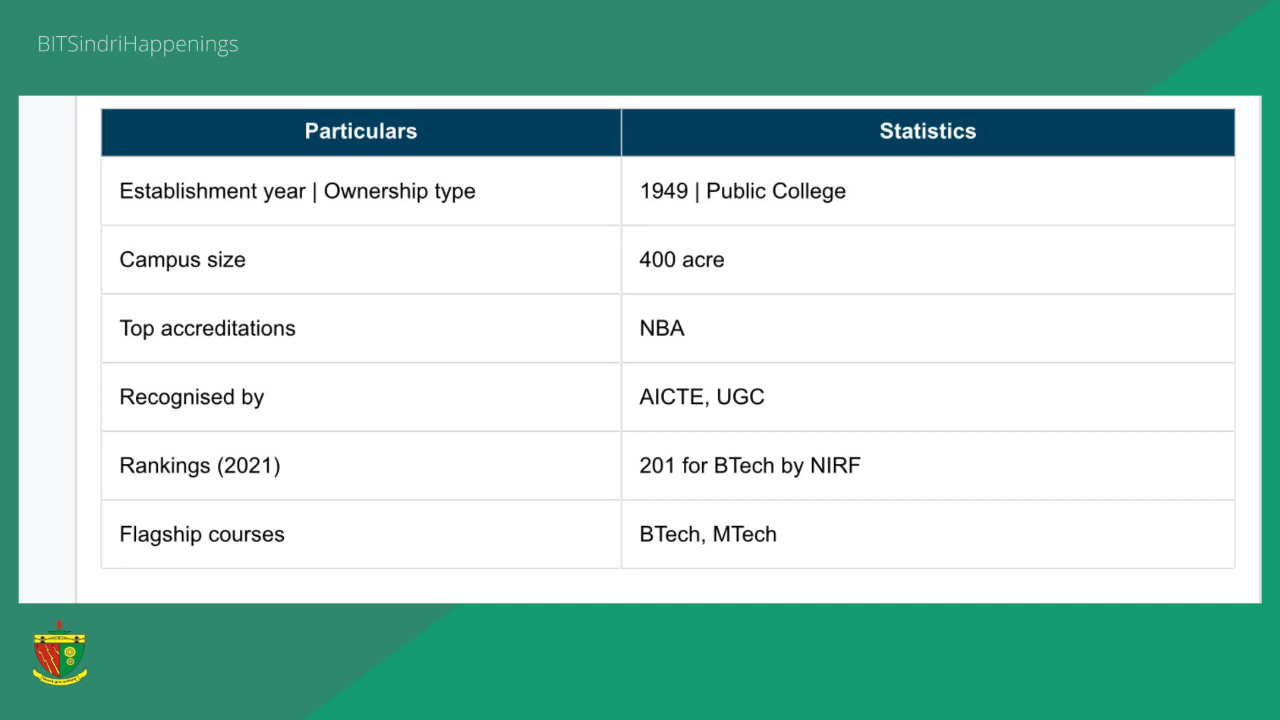 BITSindriHappenings
Particulars Statistics
Establishment year | Ownership type 1949 | Public College
Campus size 400 acre
Top accreditations NBA
Recognised by AICTE, UGC
Rankings (2021) 201 for BTech by NIRF
Flagship courses BTech, MTech